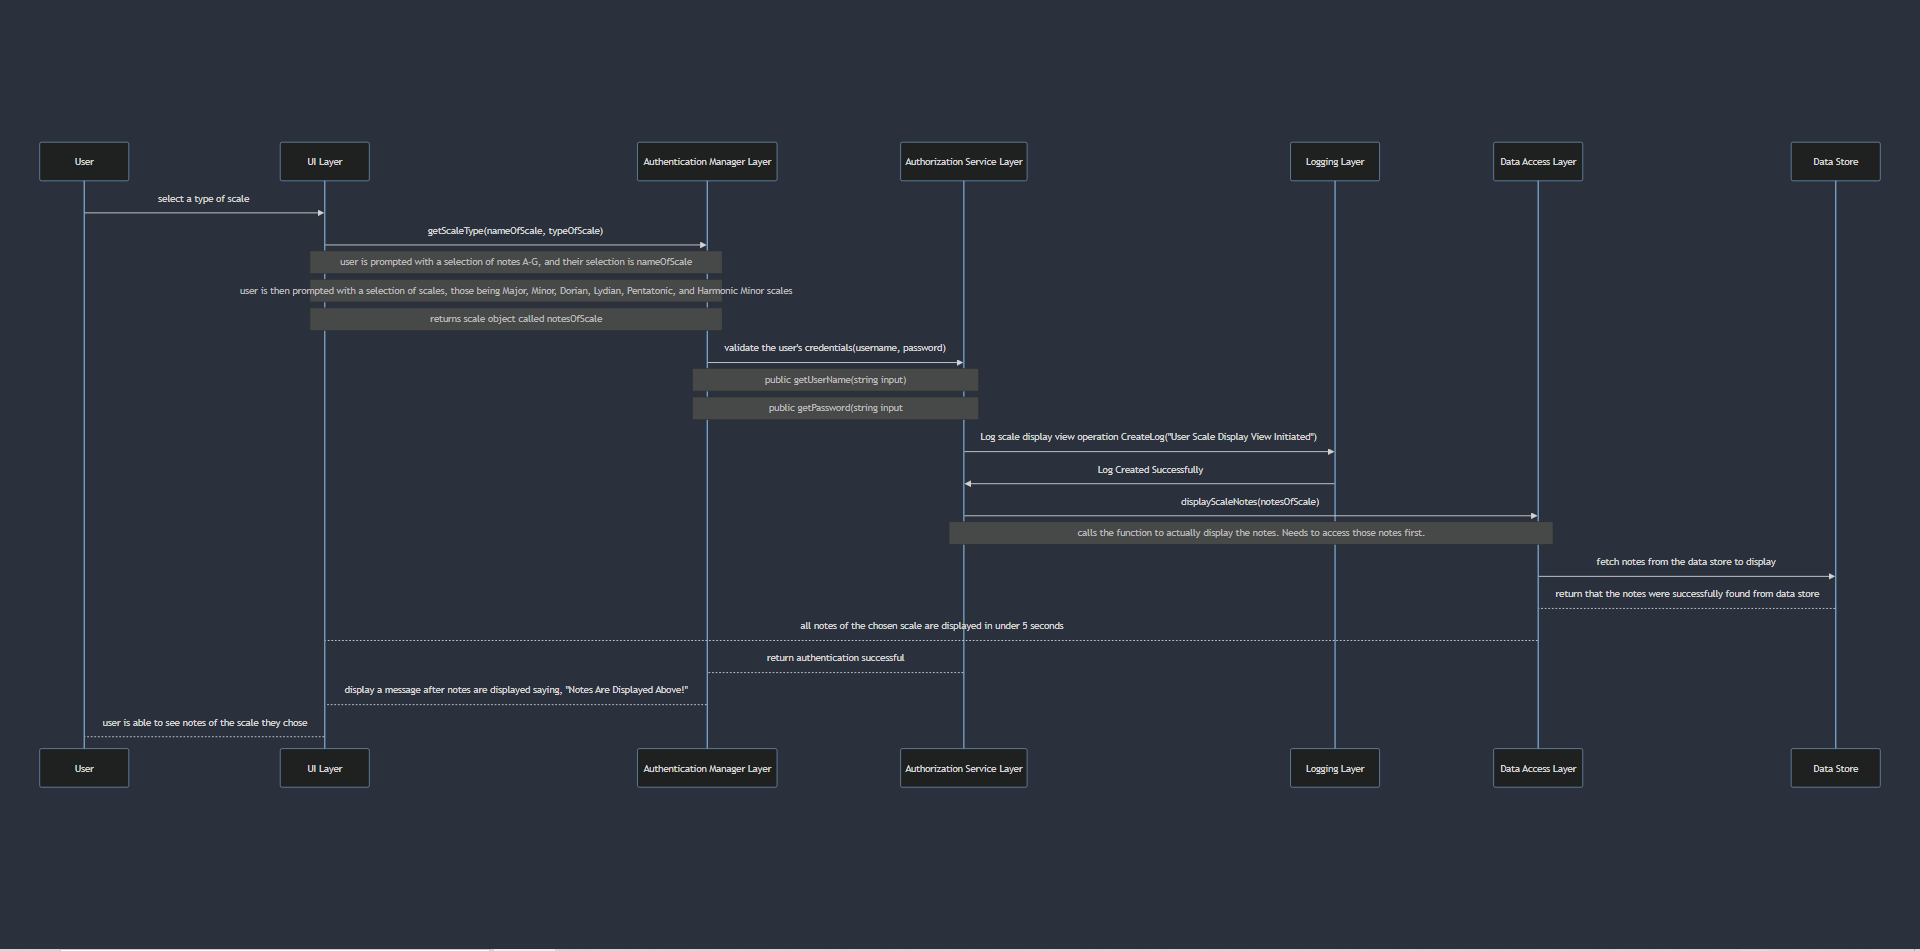 User
UI Layer
Authentication Manager Layer
Authorization Service Layer
Logging Layer
Data Access Layer
Data Store
select a type of scale
getScaleType(nameOfScale, typeOfScale)
user is prompted with a selection of notes A-G, and their selection is nameOfScale
user is then prompted with a selection of scales, those being Major, Minor, Dorian, Lydian, Pentatonic, and Harmonic Minor scales
returns scale object called notesOfScale
validate the user's credentials(username, password)
public getUserName(string input)
public getPassword(string input
Log scale display view operation CreateLog("User Scale Display View Initiated")
Log Created Successfully
displayScaleNotes(notesOfScale)
calls the function to actually display the notes. Needs to access those notes first.
fetch notes from the data store to display
return that the notes were successfully found from data store
all notes of the chosen scale are displayed in under 5 seconds
return authentication successful
display a message after notes are displayed saying, "Notes Are Displayed Above!"
user is able to see notes of the scale they chose
User
UI Layer
Authentication Manager Layer
Authorization Service Layer
Logging Layer
Data Access Layer
Data Store